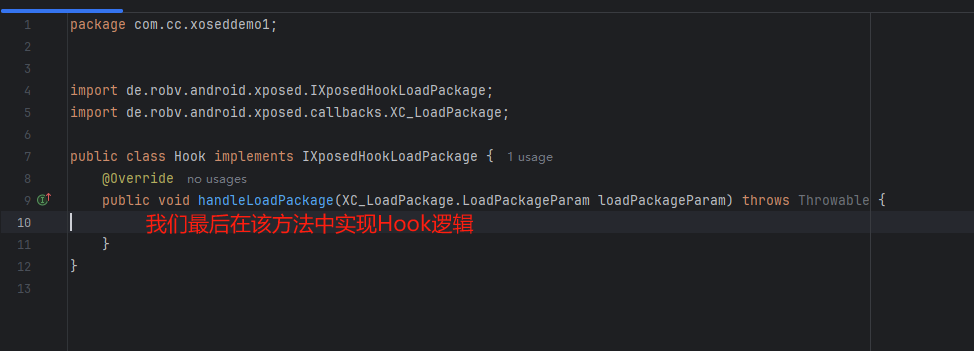 1 package com.cc.xoseddemo1;
2
3
4 import de.robv.android.xposed.IXposedHookLoadPackage;
5 import de.robv.android.xposed.callbacks.XC_LoadPackage;
6
7 public class Hook implements IXposedHookLoadPackage { 1 usage
8 @Override no usages
9 public void handleLoadPackage(XC_LoadPackage.LoadPackageParam loadPackageParam) throws Throwable {
10 我们最后在该方法中实现Hook逻辑
11 }
12 }
13